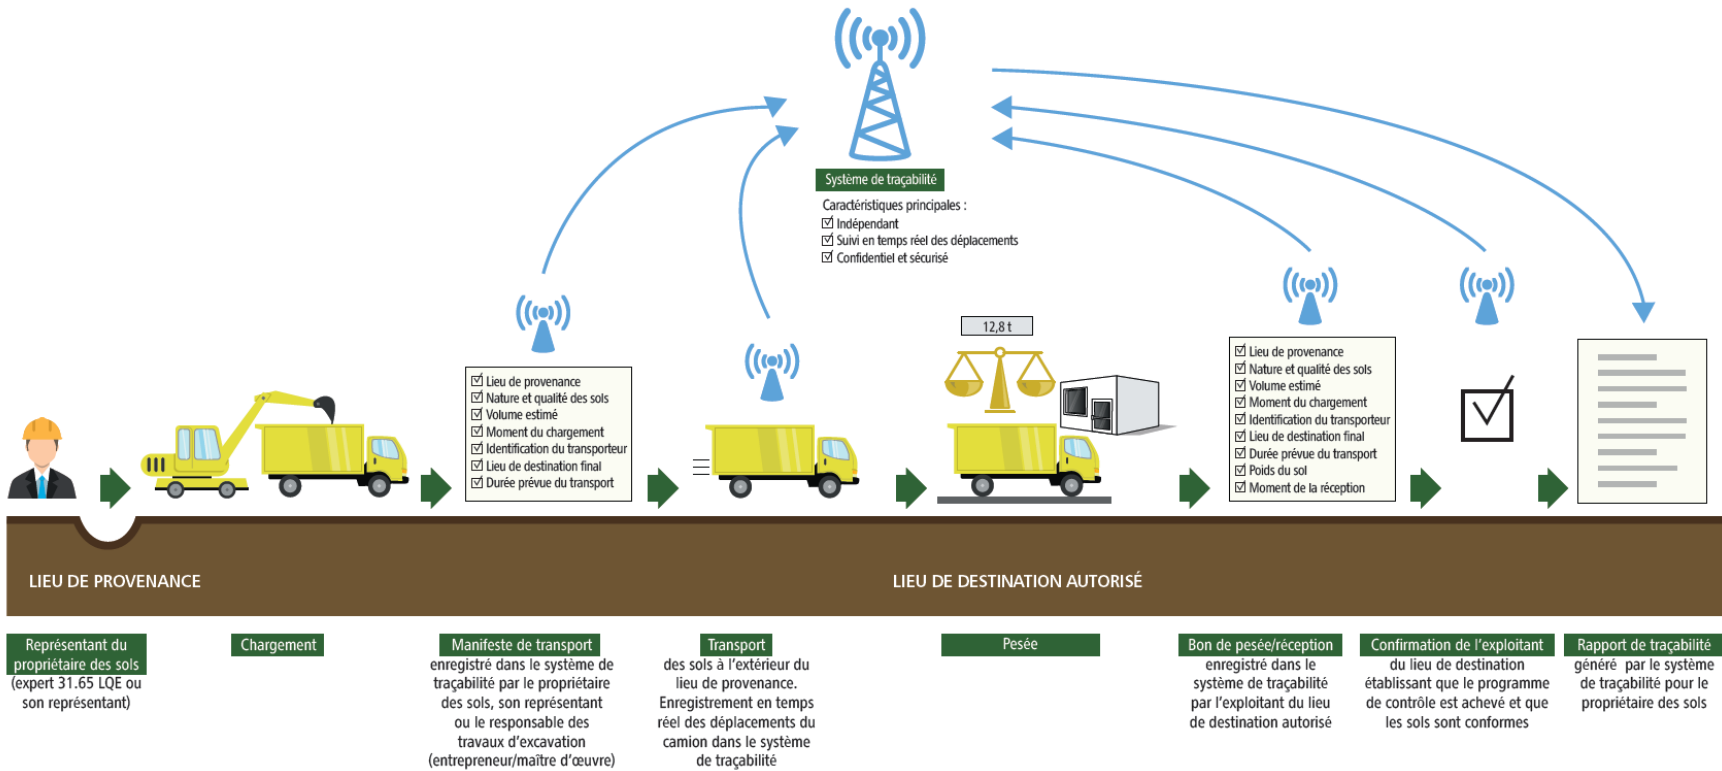 Système de traçabilité
Caractéristiques principales :
Indépendant
Suivi en temps réel des déplacements
Confidentiel et sécurisé
Lieu de provenance
Nature et qualité des sols
Volume estimé
Moment du chargement
Identification du transporteur
Lieu de destination final
Durée prévue du transport
12,8 t
Lieu de provenance
Nature et qualité des sols
Volume estimé
Moment du chargement
Identification du transporteur
Lieu de destination final
Durée prévue du transport
Poids du sol
Moment de la réception
LIEU DE PROVENANCE
LIEU DE DESTINATION AUTORISÉ
Représentant du
propriétaire des sols
(expert 31.65 LQE ou
son représentant)
Chargement
Manifeste de transport
enregistré dans le système de
traçabilité par le propriétaire
des sols, son représentant
ou le responsable des
travaux d'excavation
(entrepreneur/maître d'œuvre)
Transport
des sols à l'extérieur du
lieu de provenance.
Enregistrement en temps
réel des déplacements du
camion dans le système
de traçabilité
Pesée
Bon de pesée/réception
enregistré dans le
système de traçabilité
par l'exploitant du lieu
de destination autorisé
Confirmation de l'exploitant
du lieu de destination
établissant que le programme
de contrôle est achevé et que
les sols sont conformes
Rapport de traçabilité
généré par le système
de traçabilité pour le
propriétaire des sols